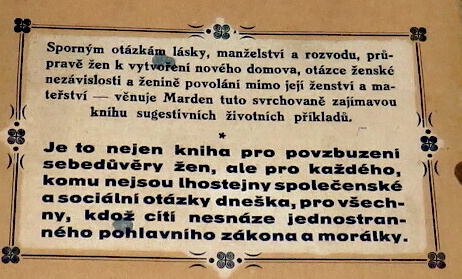 Sporným otázkám lásky, manželství a rozvodu, prů-
pravě žen k vytvoření nového domova, otázce ženské
nezávislosti a ženině povolání mimo její ženství a ma-
teřství — věnuje Marden tuto svrchovaně zajímavou
knihu sugestivních životních příkladů.
*
Je to nejen kniha pro povzbuzení
sebedůvěry žen, ale pro každého,
komu nejsou lhostejny společenské
a sociální otázky dneška, pro všech-
ny, kdož cítí nesnáze jednostran-
ného pohlavního zákona a morálky.